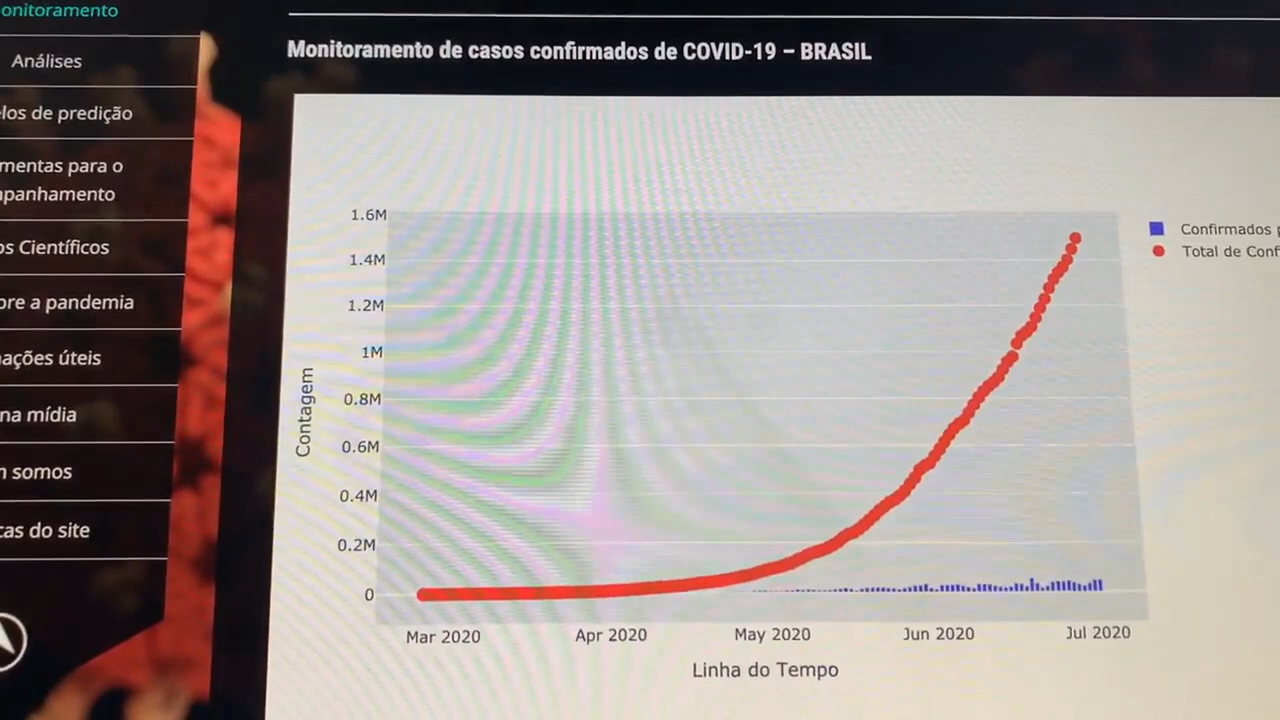 onitoramento
Análises
los de predição
mentas para o
panhamento
os Científicos
ore a pandemia
ações úteis
na mídia
somos
cas do site
Monitoramento de casos confirmados de COVID-19 – BRASIL
1.6M
1.4M
1.2M
1M
0.8M
0.6M
0.4M
0.2M
0
Contagem
Mar 2020
Apr 2020
May 2020
Jun 2020
Jul 2020
Linha do Tempo
Confirmados p
Total de Conf